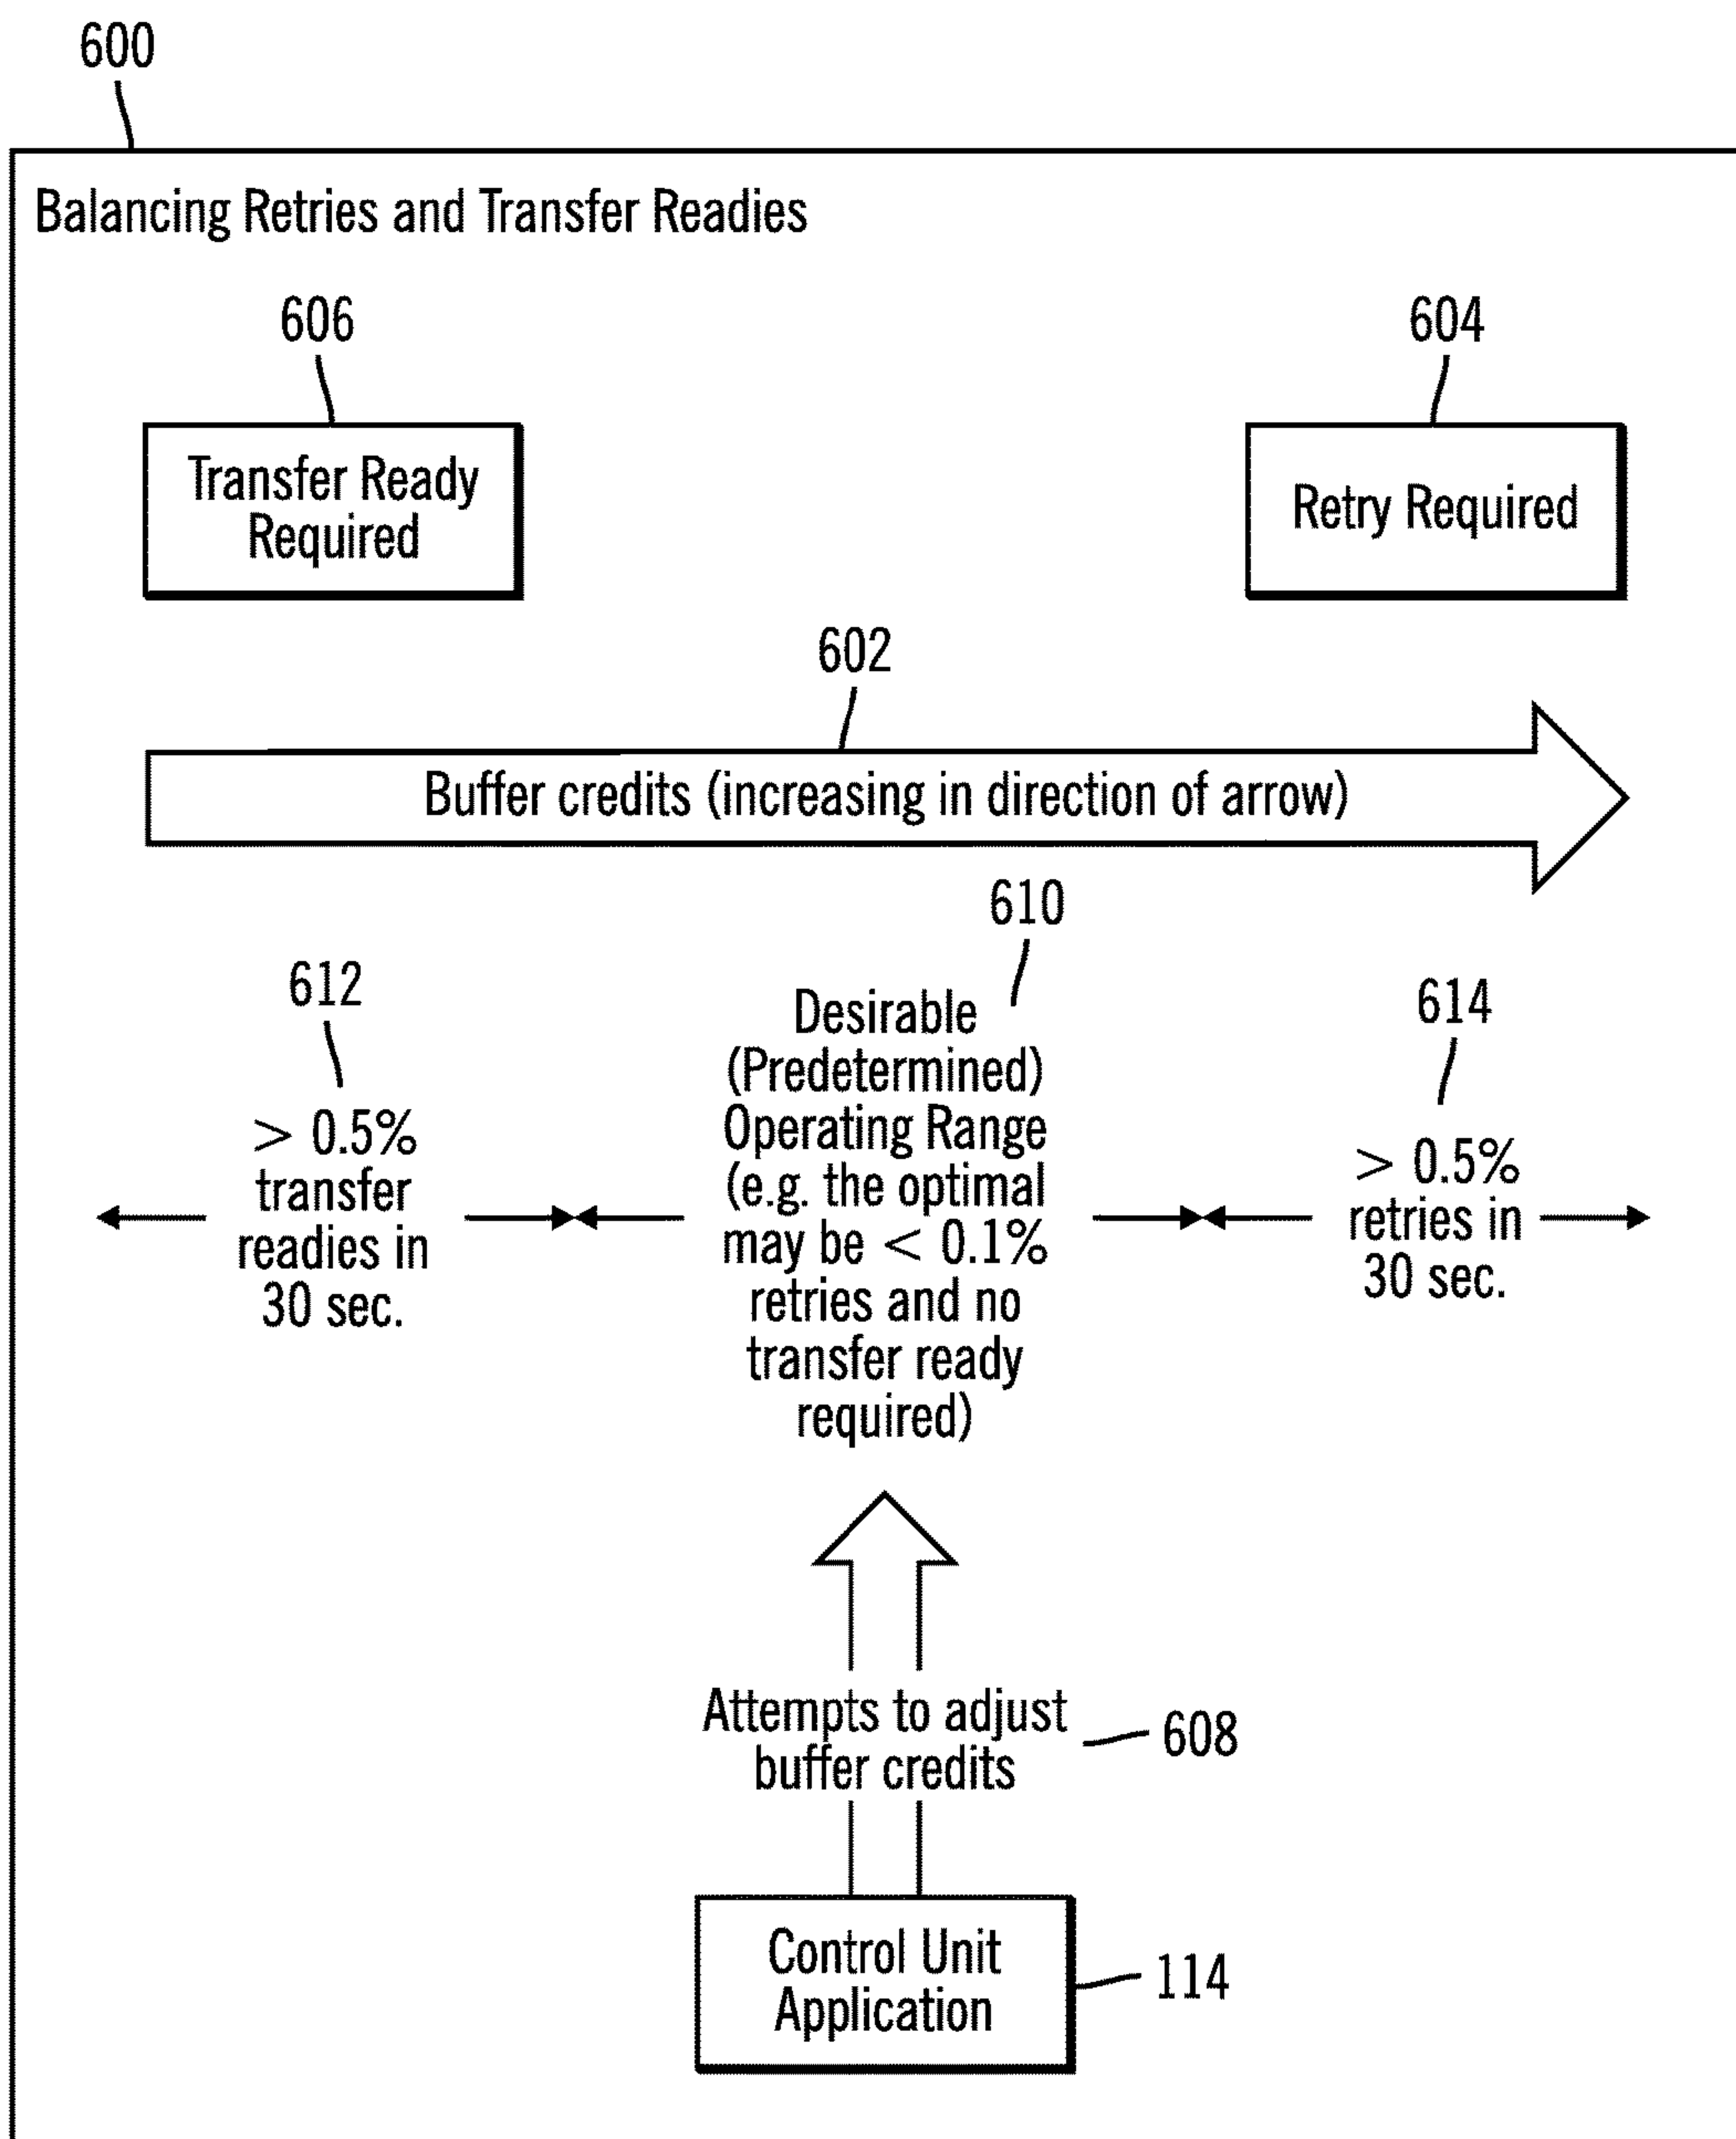 600
Balancing Retries and Transfer Readies
606
604
Transfer Ready
Required
Retry Required
602
Buffer credits (increasing in direction of arrow)
610
612
614
> 0.5%
transfer
readies in
30 sec.
Desirable
(Predetermined)
Operating Range
(e.g. the optimal
may be < 0.1%
retries and no
transfer ready
required)
> 0.5%
retries in
30 sec.
Attempts to adjust
buffer credits
608
Control Unit
Application
114